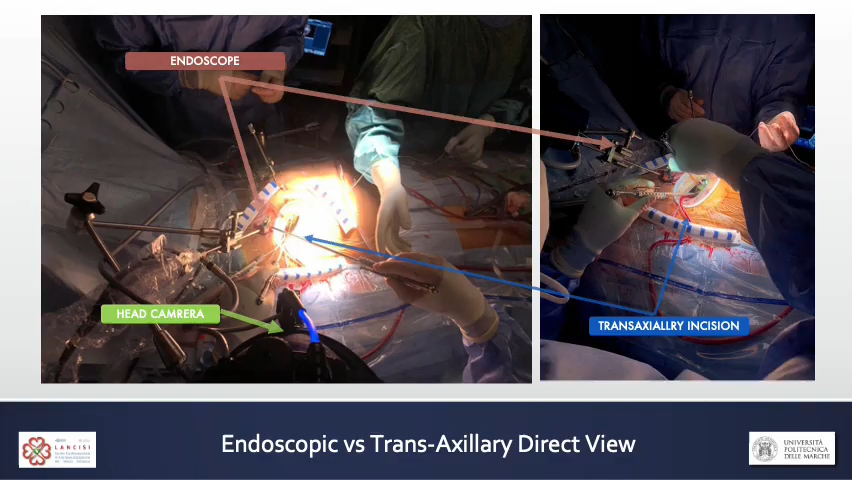 ENDOSCOPE
HEAD CAMRERA
TRANSAXIALLRY INCISION
Endoscopic vs Trans-Axillary Direct View
LANCISI
UNIVERSITÀ
POLITECNICA
DELLE MARCHE